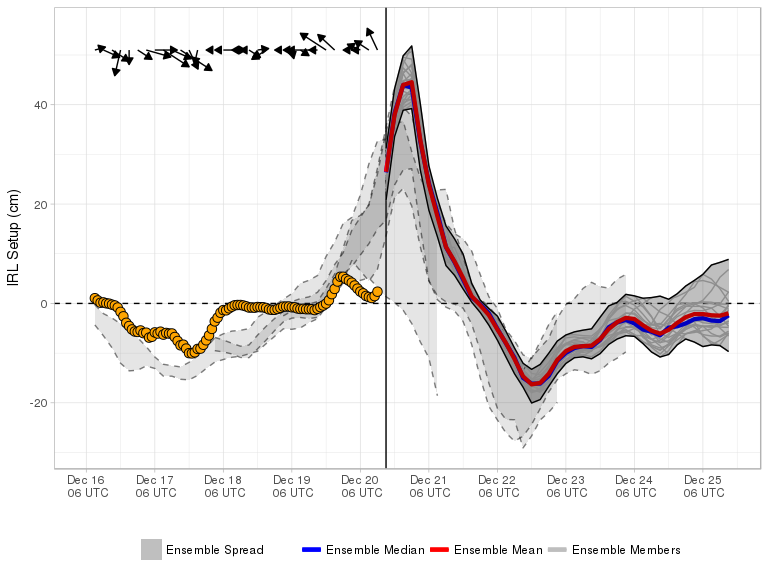 IRL Setup (cm)
40
20
0
-20
Dec 16 Dec 17 Dec 18 Dec 19 Dec 20 Dec 21 Dec 22 Dec 23 Dec 24 Dec 25
06 UTC 06 UTC 06 UTC 06 UTC 06 UTC 06 UTC 06 UTC 06 UTC 06 UTC 06 UTC
Ensemble Spread Ensemble Median Ensemble Mean Ensemble Members